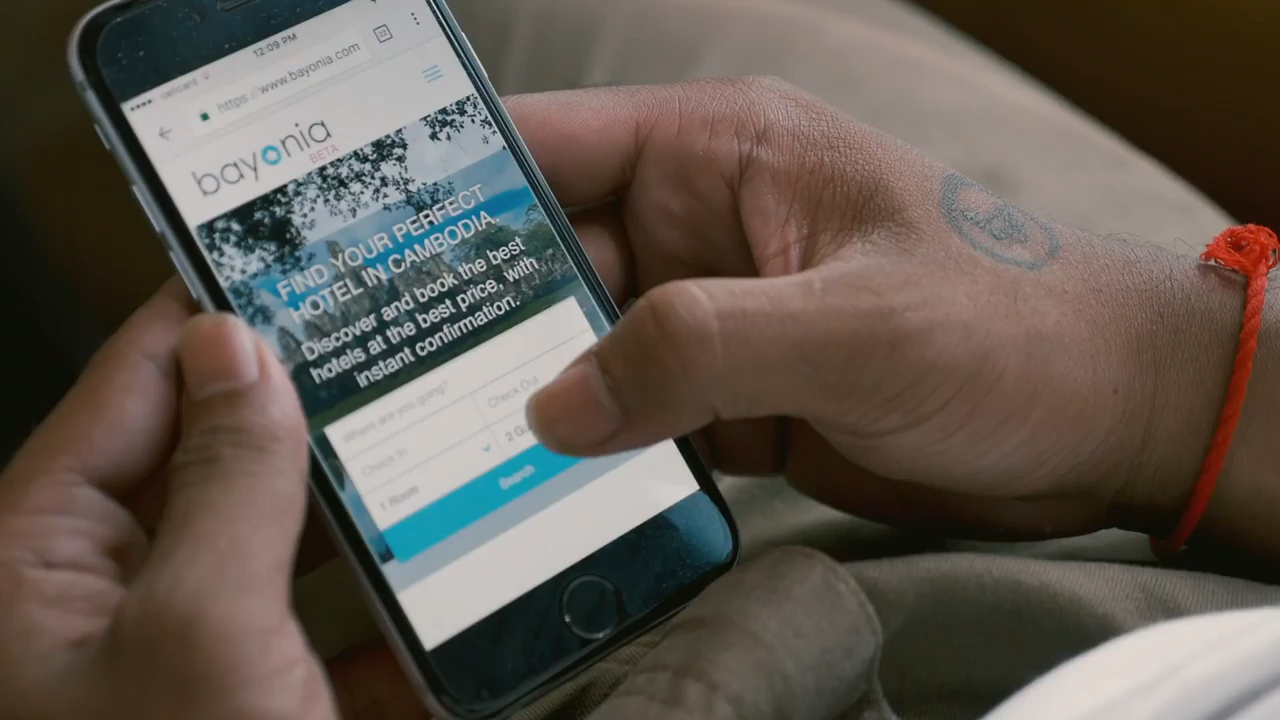 12:09 PM
https://www.bayonia.com
bayonia
BETA
FIND YOUR PERFECT
HOTEL IN CAMBODIA.
Discover and book the best
hotels at the best price, with
instant confirmation.
Where are you going?
Check In
Check Out
1 Room
2
Search